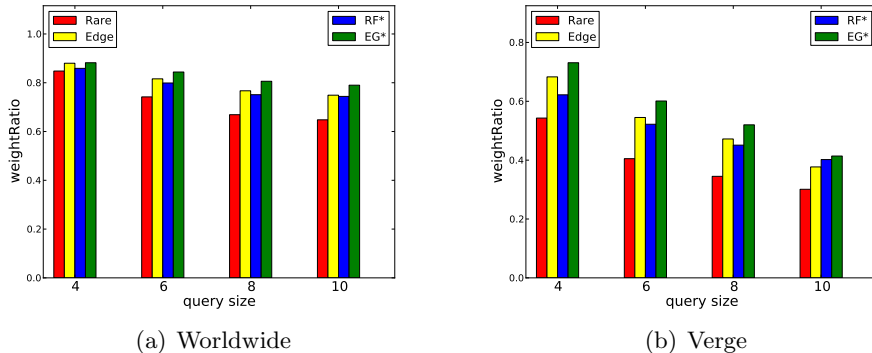 Rare
Edge
RF*
EG*
1.0
0.8
0.6
0.4
0.2
0.0
weightRatio
4 6 8 10
query size
(a) Worldwide
Rare
Edge
RF*
EG*
0.8
0.6
0.4
0.2
0.0
weightRatio
4 6 8 10
query size
(b) Verge